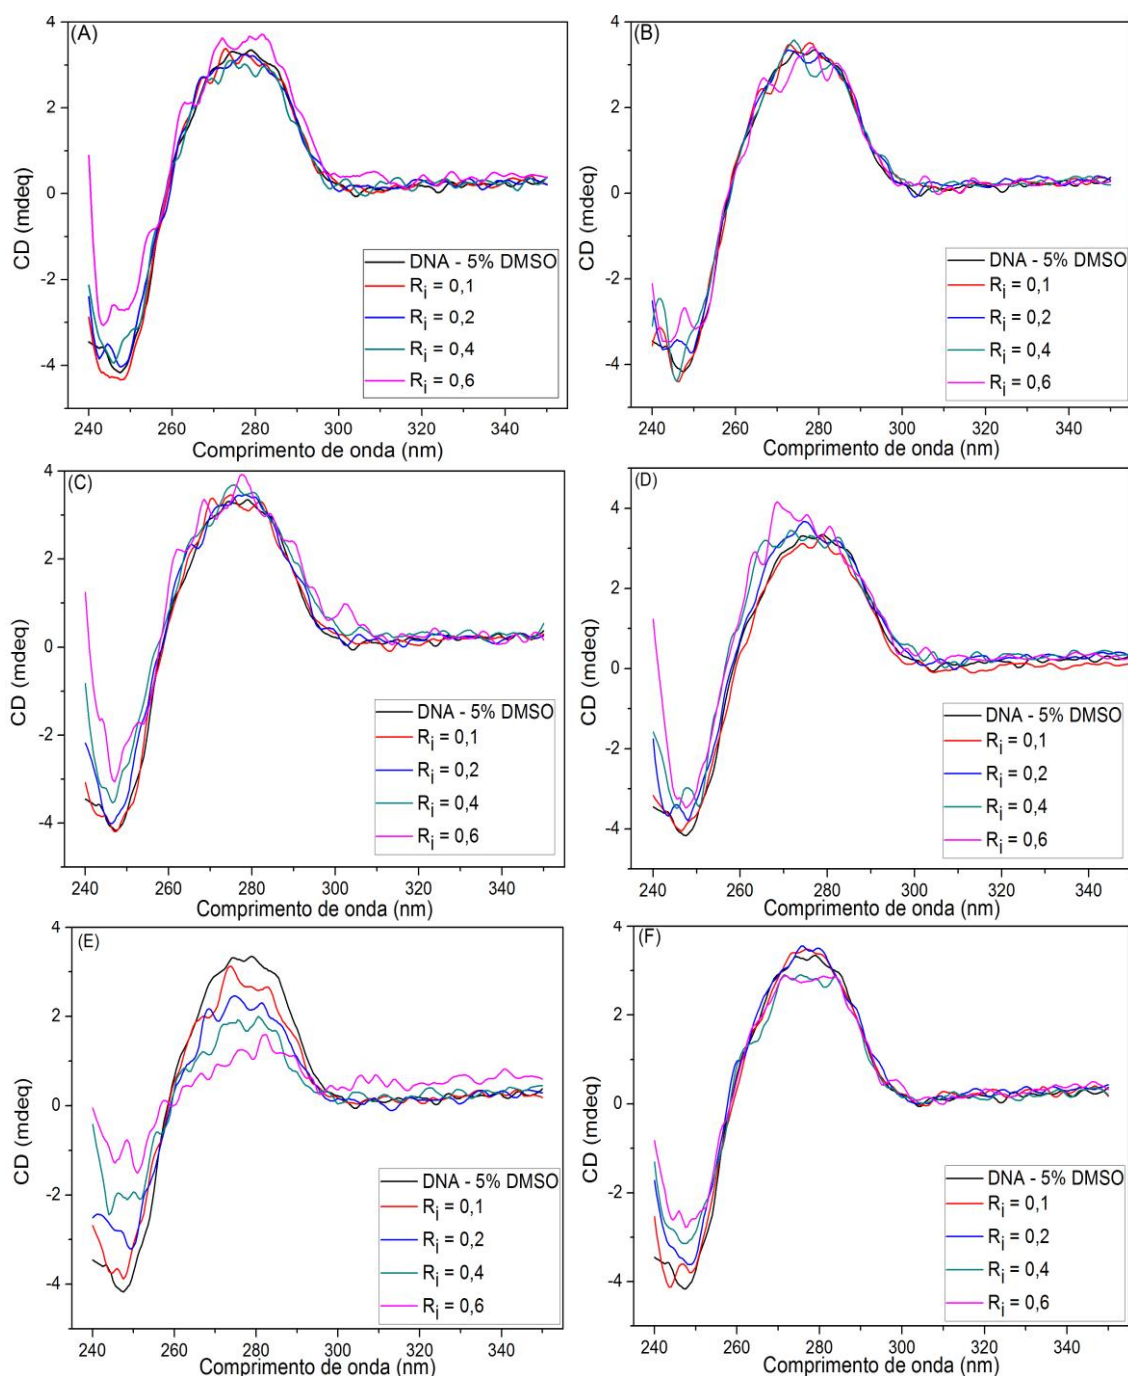 (A)
CD (mdeq)
4
2
0
-2
-4
DNA - 5% DMSO
Ri = 0,1
Ri = 0,2
Ri = 0,4
Ri = 0,6
240 260 280 300 320 340
Comprimento de onda (nm)
(B)
CD (mdeq)
4
2
0
-2
-4
DNA - 5% DMSO
Ri = 0,1
Ri = 0,2
Ri = 0,4
Ri = 0,6
240 260 280 300 320 340
Comprimento de onda (nm)
(C)
CD (mdeq)
4
2
0
-2
-4
DNA - 5% DMSO
Ri = 0,1
Ri = 0,2
Ri = 0,4
Ri = 0,6
240 260 280 300 320 340
Comprimento de onda (nm)
(D)
CD (mdeq)
4
2
0
-2
-4
DNA - 5% DMSO
Ri = 0,1
Ri = 0,2
Ri = 0,4
Ri = 0,6
240 260 280 300 320 340
Comprimento de onda (nm)
(E)
CD (mdeq)
4
2
0
-2
-4
DNA - 5% DMSO
Ri = 0,1
Ri = 0,2
Ri = 0,4
Ri = 0,6
240 260 280 300 320 340
Comprimento de onda (nm)
(F)
CD (mdeq)
4
2
0
-2
-4
DNA - 5% DMSO
Ri = 0,1
Ri = 0,2
Ri = 0,4
Ri = 0,6
240 260 280 300 320 340
Comprimento de onda (nm)